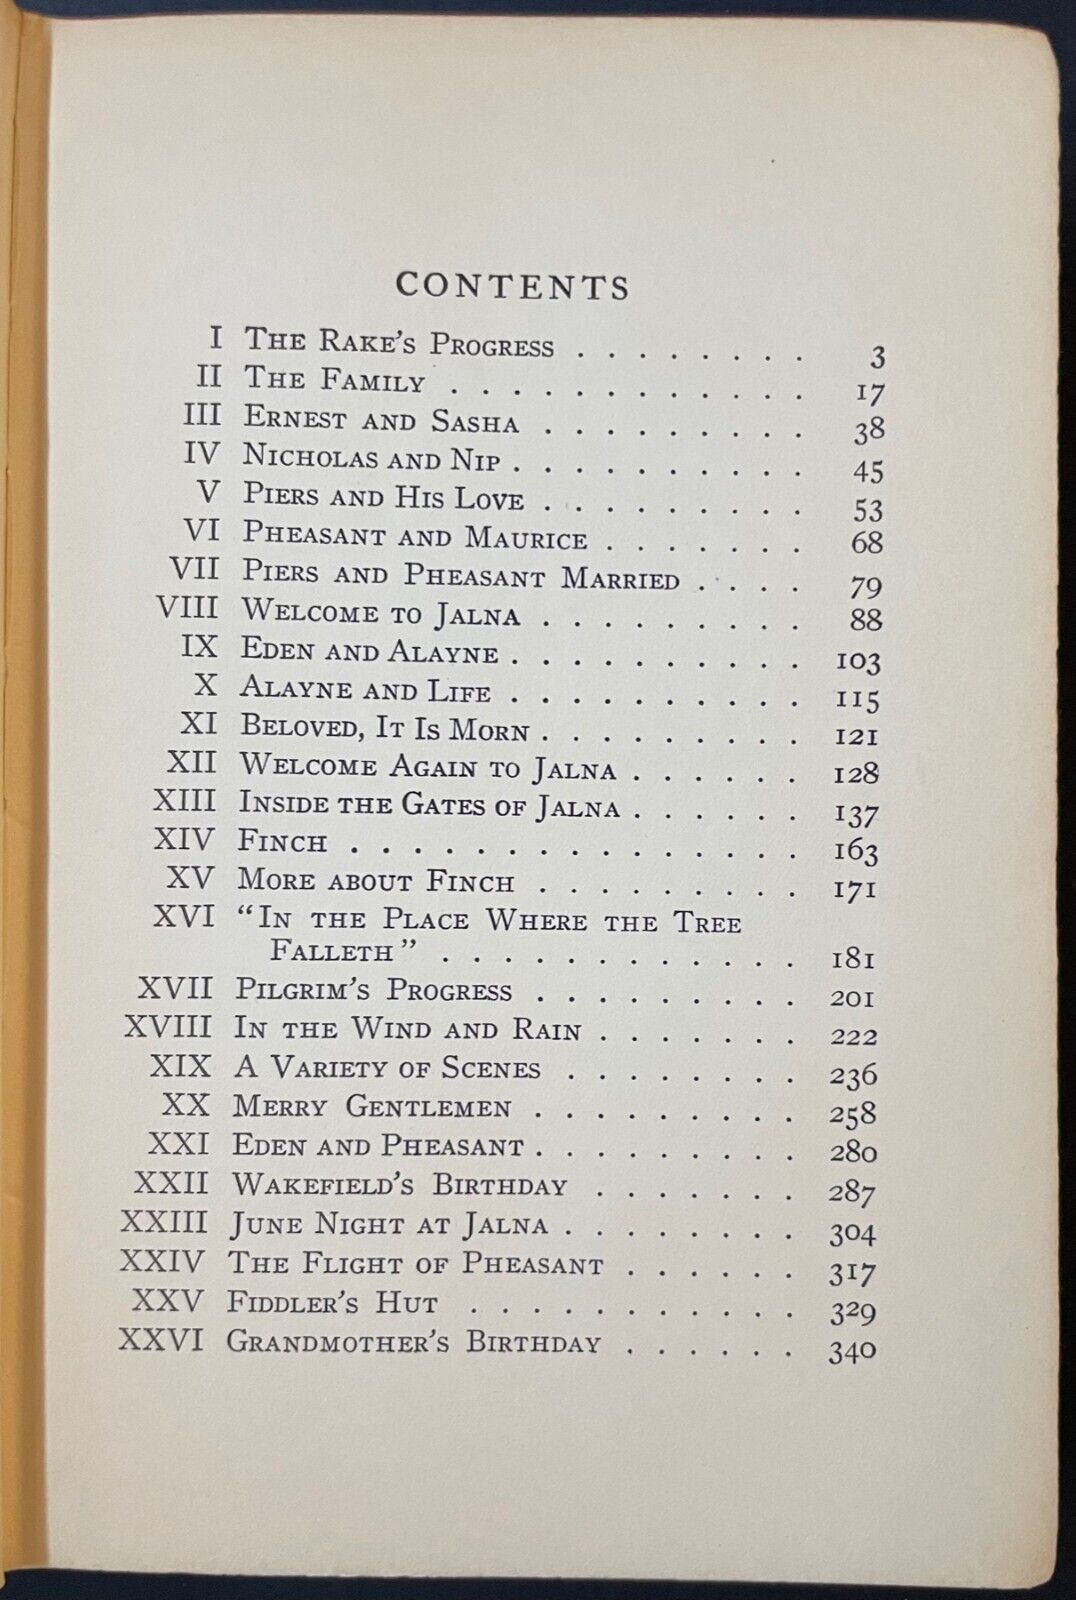 CONTENTS
I THE RAKE'S PROGRESS . . . . . . . . 3
II THE FAMILY . . . . . . . . . . . . 17
III ERNEST AND SASHA . . . . . . . . . 38
IV NICHOLAS AND NIP . . . . . . . . . . 45
V PIERS AND HIS LOVE . . . . . . . . . 53
VI PHEASANT AND MAURICE . . . . . . . 68
VII PIERS AND PHEASANT MARRIED . . . . 79
VIII WELCOME TO JALNA . . . . . . . . . 88
IX EDEN AND ALAYNE . . . . . . . . . . 103
X ALAYNE AND LIFE . . . . . . . . . . 115
XI BELOVED, IT IS MORN . . . . . . . . . 121
XII WELCOME AGAIN TO JALNA . . . . . . 128
XIII INSIDE THE GATES OF JALNA . . . . . . 137
XIV FINCH . . . . . . . . . . . . . . . 163
XV MORE ABOUT FINCH . . . . . . . . . 171
XVI "IN THE PLACE WHERE THE TREE
FALLETH" . . . . . . . . . . . . . 181
XVII PILGRIM'S PROGRESS . . . . . . . . . 201
XVIII IN THE WIND AND RAIN . . . . . . . 222
XIX A VARIETY OF SCENES . . . . . . . . 236
XX MERRY GENTLEMEN . . . . . . . . . 258
XXI EDEN AND PHEASANT . . . . . . . . . 280
XXII WAKEFIELD'S BIRTHDAY . . . . . . . 287
XXIII JUNE NIGHT AT JALNA . . . . . . . . 304
XXIV THE FLIGHT OF PHEASANT . . . . . . 317
XXV FIDDLER'S HUT . . . . . . . . . . . 329
XXVI GRANDMOTHER'S BIRTHDAY . . . . . . 340